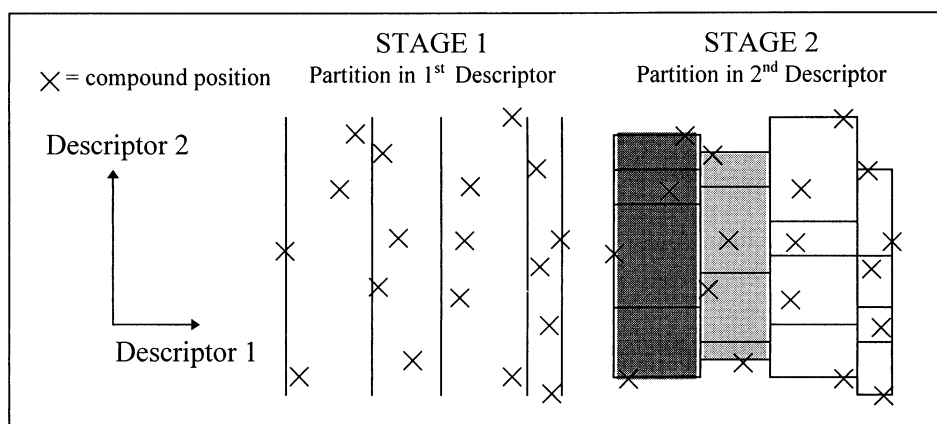 STAGE 1
Partition in 1st Descriptor
STAGE 2
Partition in 2nd Descriptor
= compound position
Descriptor 2
Descriptor 1